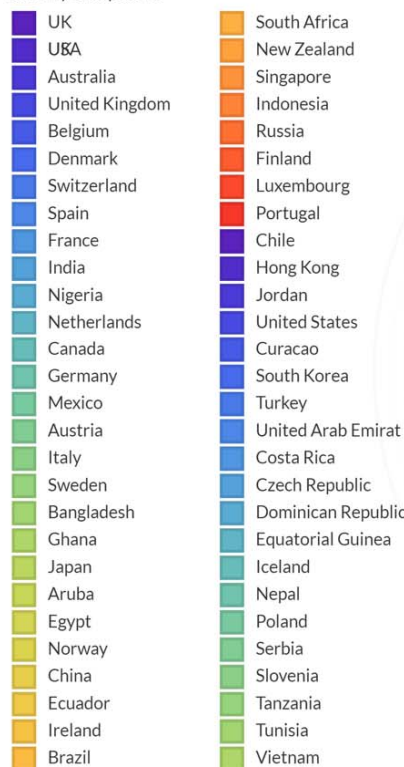 UK
Australia
United Kingdom
Belgium
Denmark
Switzerland
Spain
France
India
Nigeria
Netherlands
Canada
Germany
Mexico
Austria
Italy
Sweden
Bangladesh
Ghana
Japan
Aruba
Egypt
Norway
China
Ecuador
Ireland
Brazil
South Africa
New Zealand
Singapore
Indonesia
Russia
Finland
Luxembourg
Portugal
Chile
Hong Kong
Jordan
United States
Curacao
South Korea
Turkey
United Arab Emirat
Costa Rica
Czech Republic
Dominican Republic
Equatorial Guinea
Iceland
Nepal
Poland
Serbia
Slovenia
Tanzania
Tunisia
Vietnam